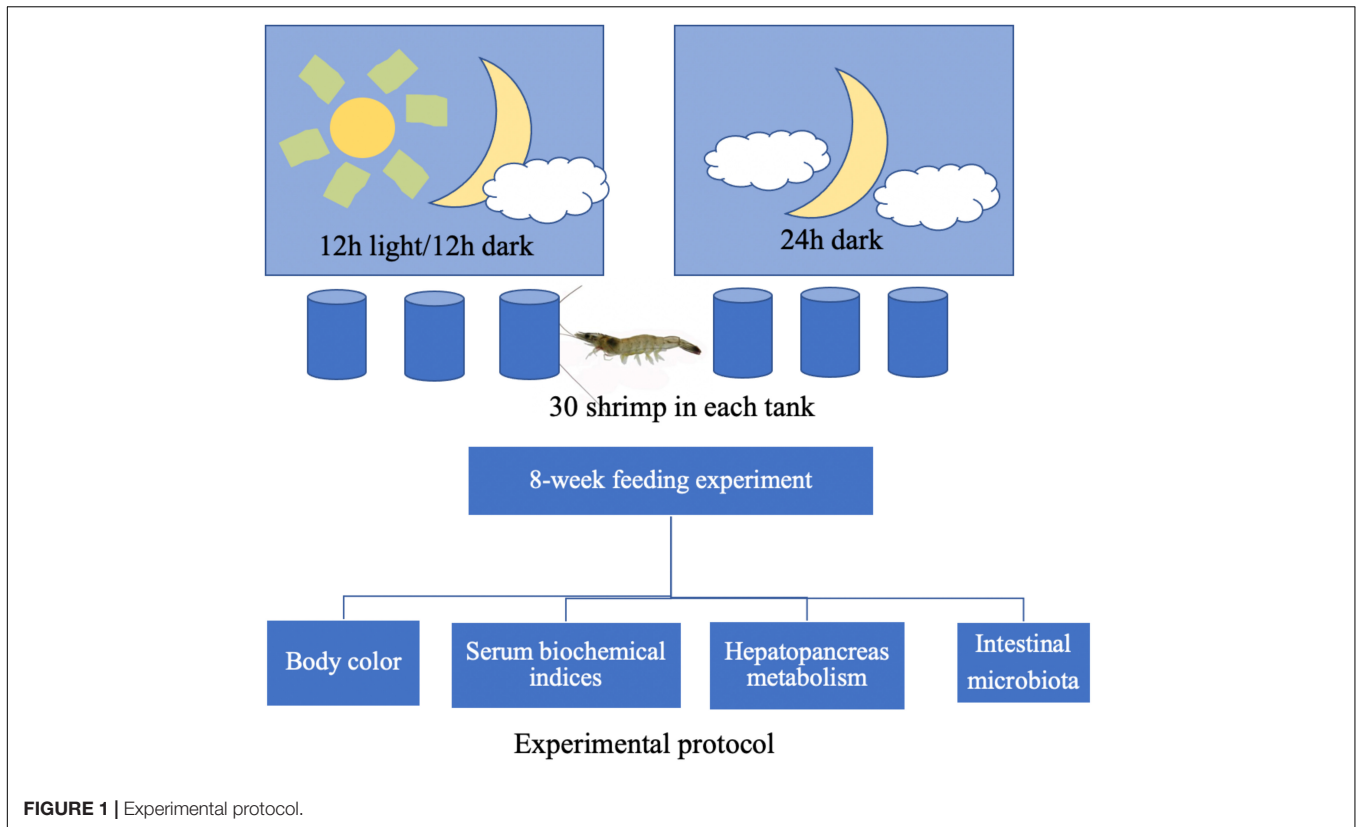 12h light/12h dark
24h dark
30 shrimp in each tank
8-week feeding experiment
Body color
Serum biochemical
indices
Hepatopancreas
metabolism
Intestinal
microbiota
Experimental protocol
FIGURE 1 | Experimental protocol.